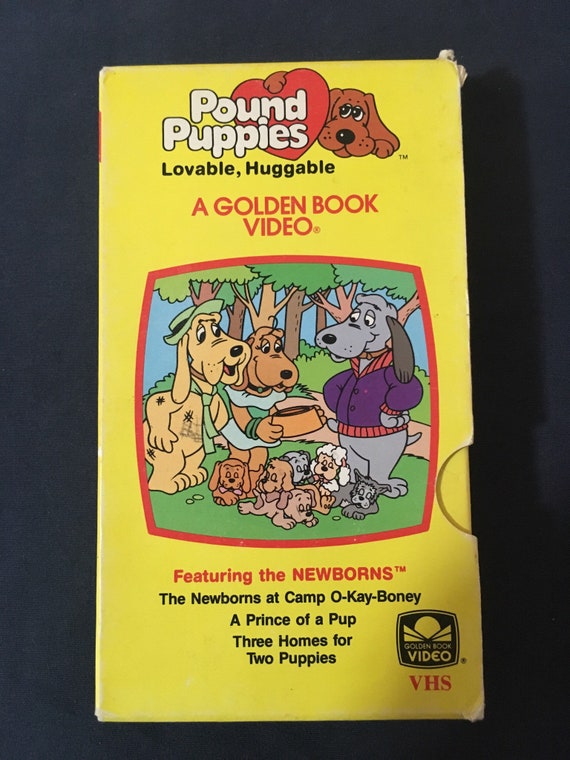 Pound
Puppies
™
Lovable, Huggable
A GOLDEN BOOK
VIDEO®
Featuring the NEWBORNS™
The Newborns at Camp O-Kay-Boney
A Prince of a Pup
Three Homes for
Two Puppies
GOLDEN BOOK
VIDEO
®
VHS